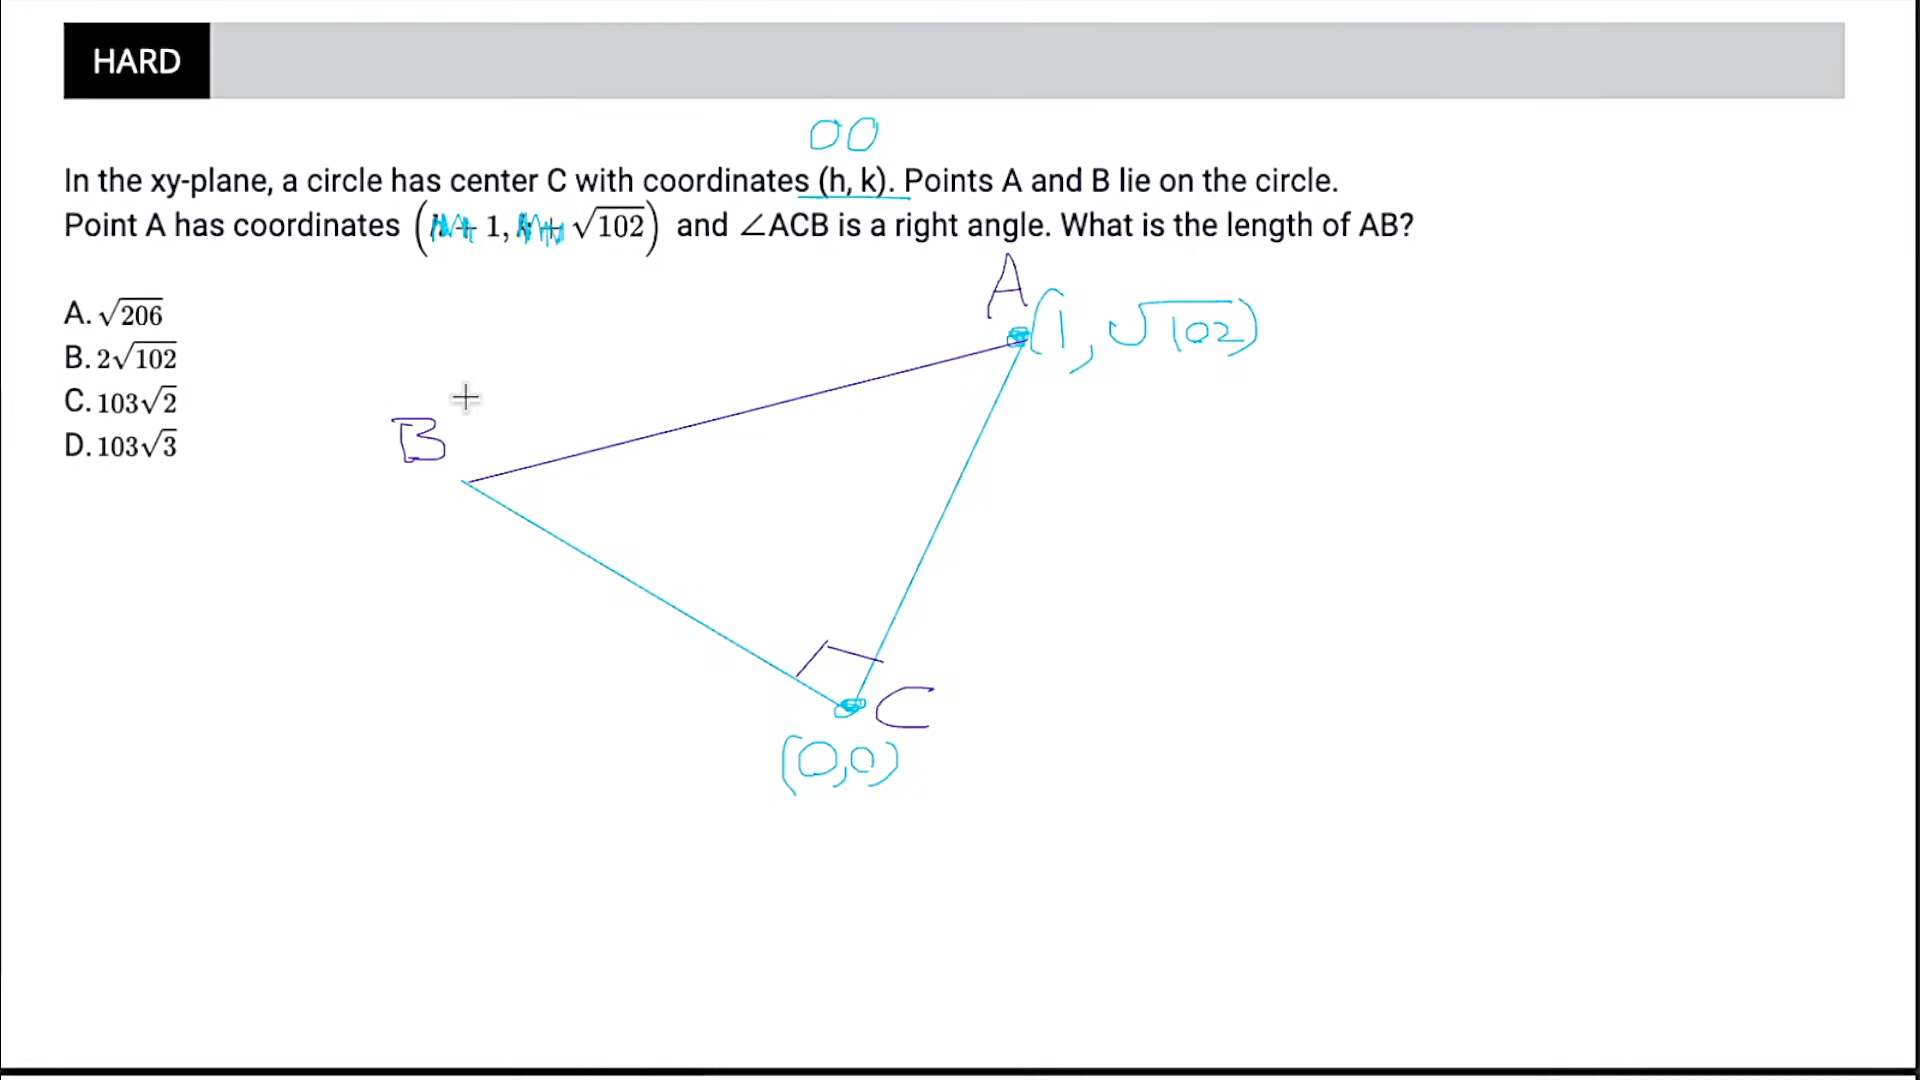 HARD
00
In the xy-plane, a circle has center C with coordinates (h, k). Points A and B lie on the circle.
Point A has coordinates (h + 1, k + √102) and ∠ACB is a right angle. What is the length of AB?
A. √206
B. 2√102
C. 103√2
D. 103√3
A
(1, √102)
B
C
(0,0)